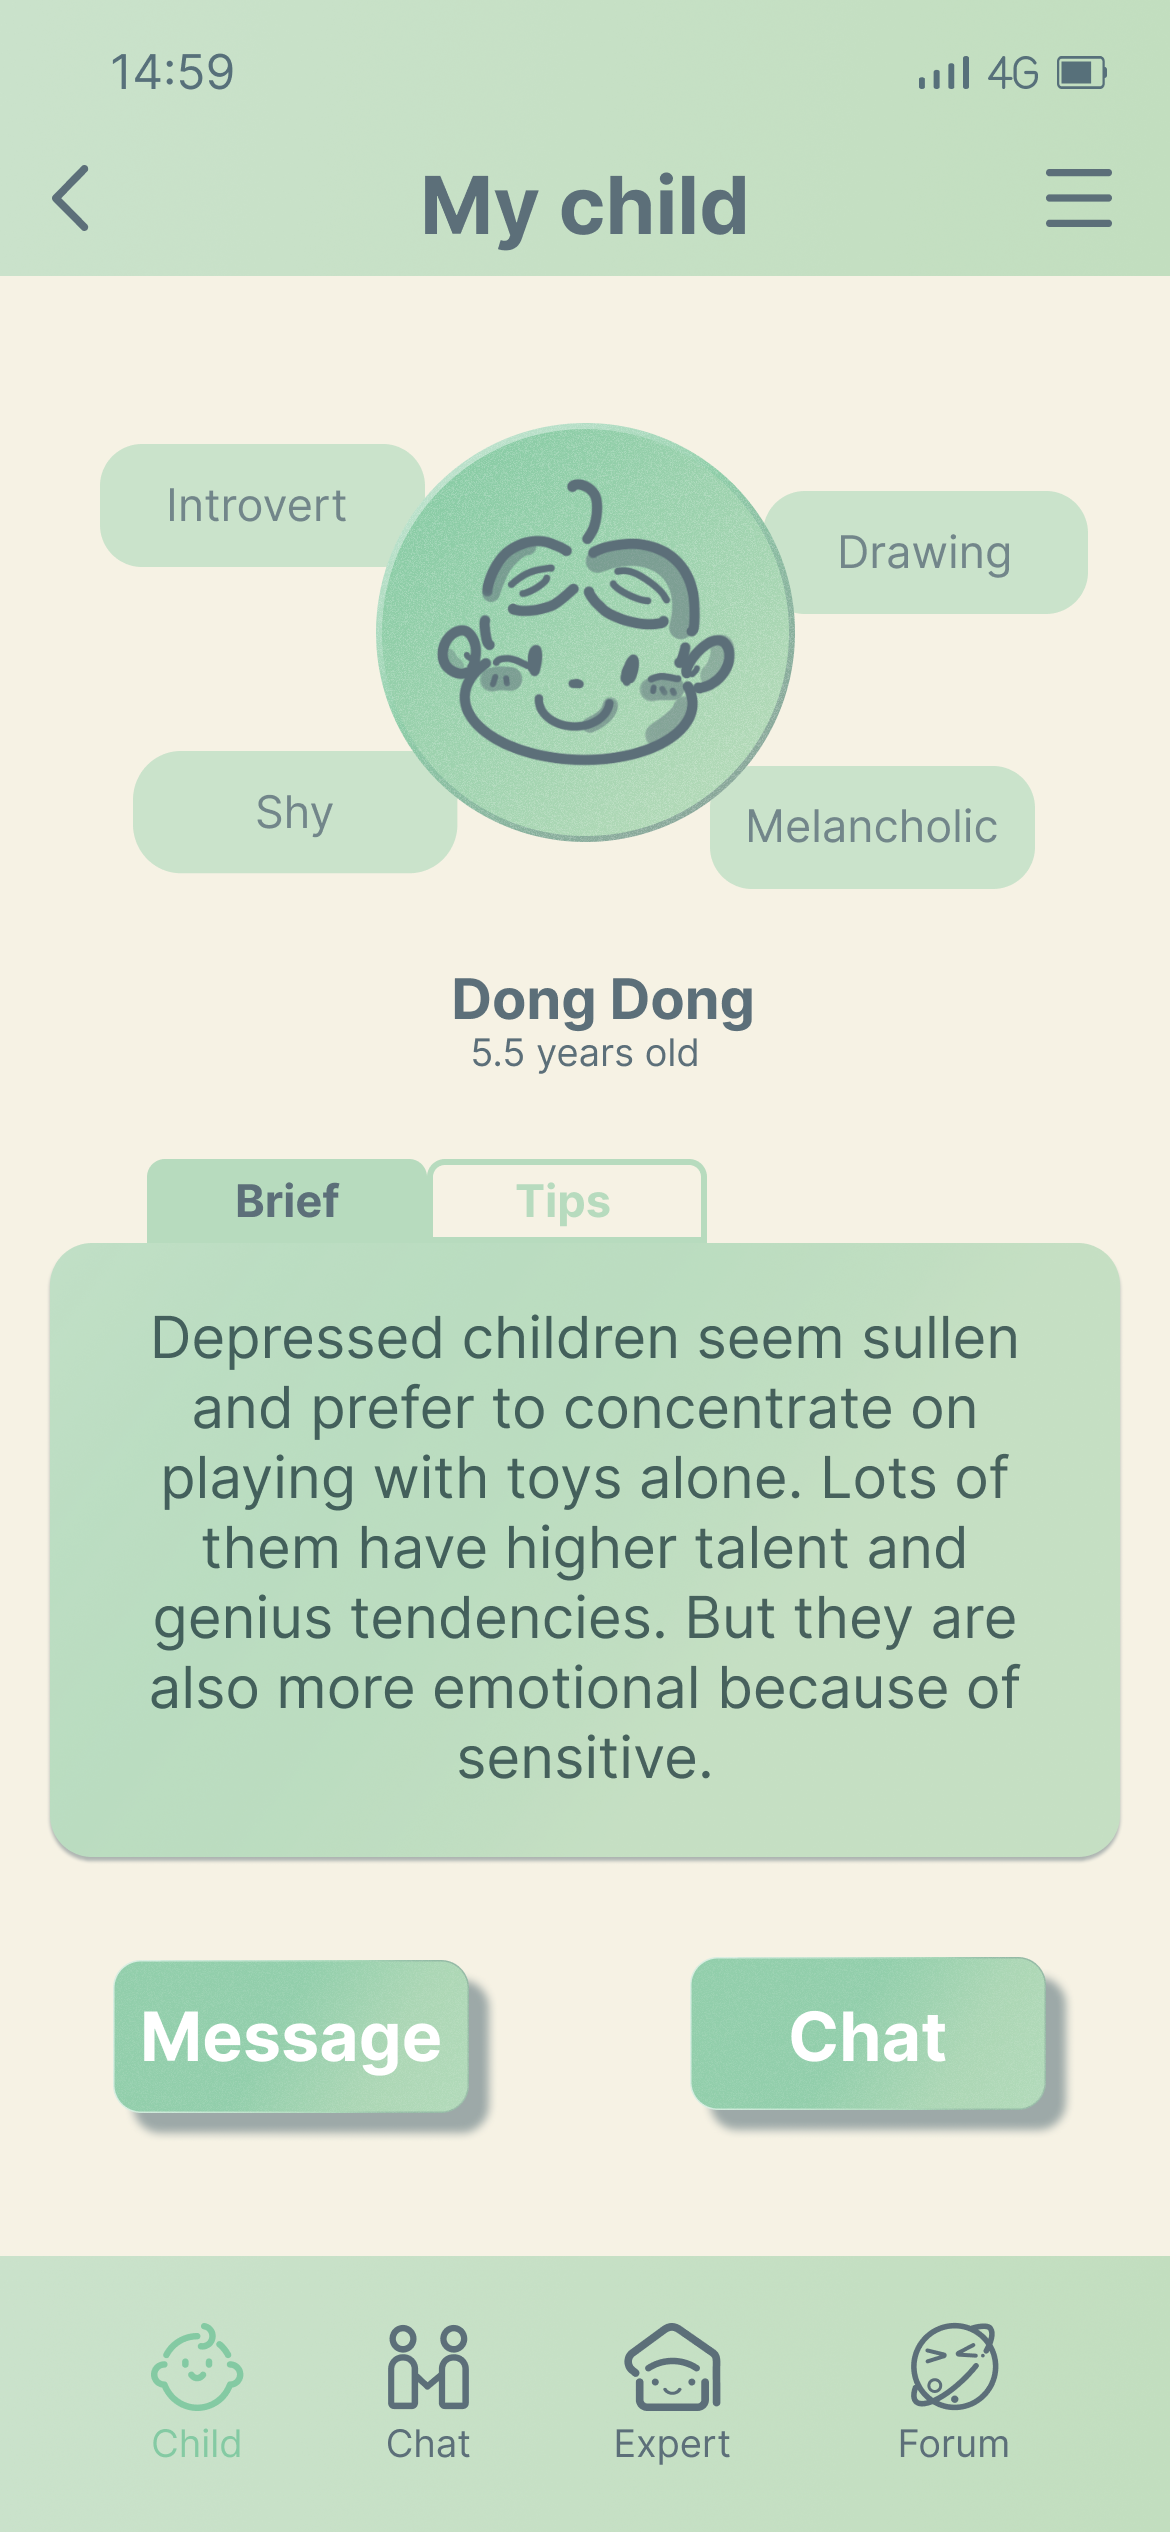 14:59
4G
My child
Introvert
Drawing
Shy
Melancholic
Dong Dong
5.5 years old
Brief
Tips
Depressed children seem sullen
and prefer to concentrate on
playing with toys alone. Lots of
them have higher talent and
genius tendencies. But they are
also more emotional because of
sensitive.
Message
Chat
Child
Chat
Expert
Forum